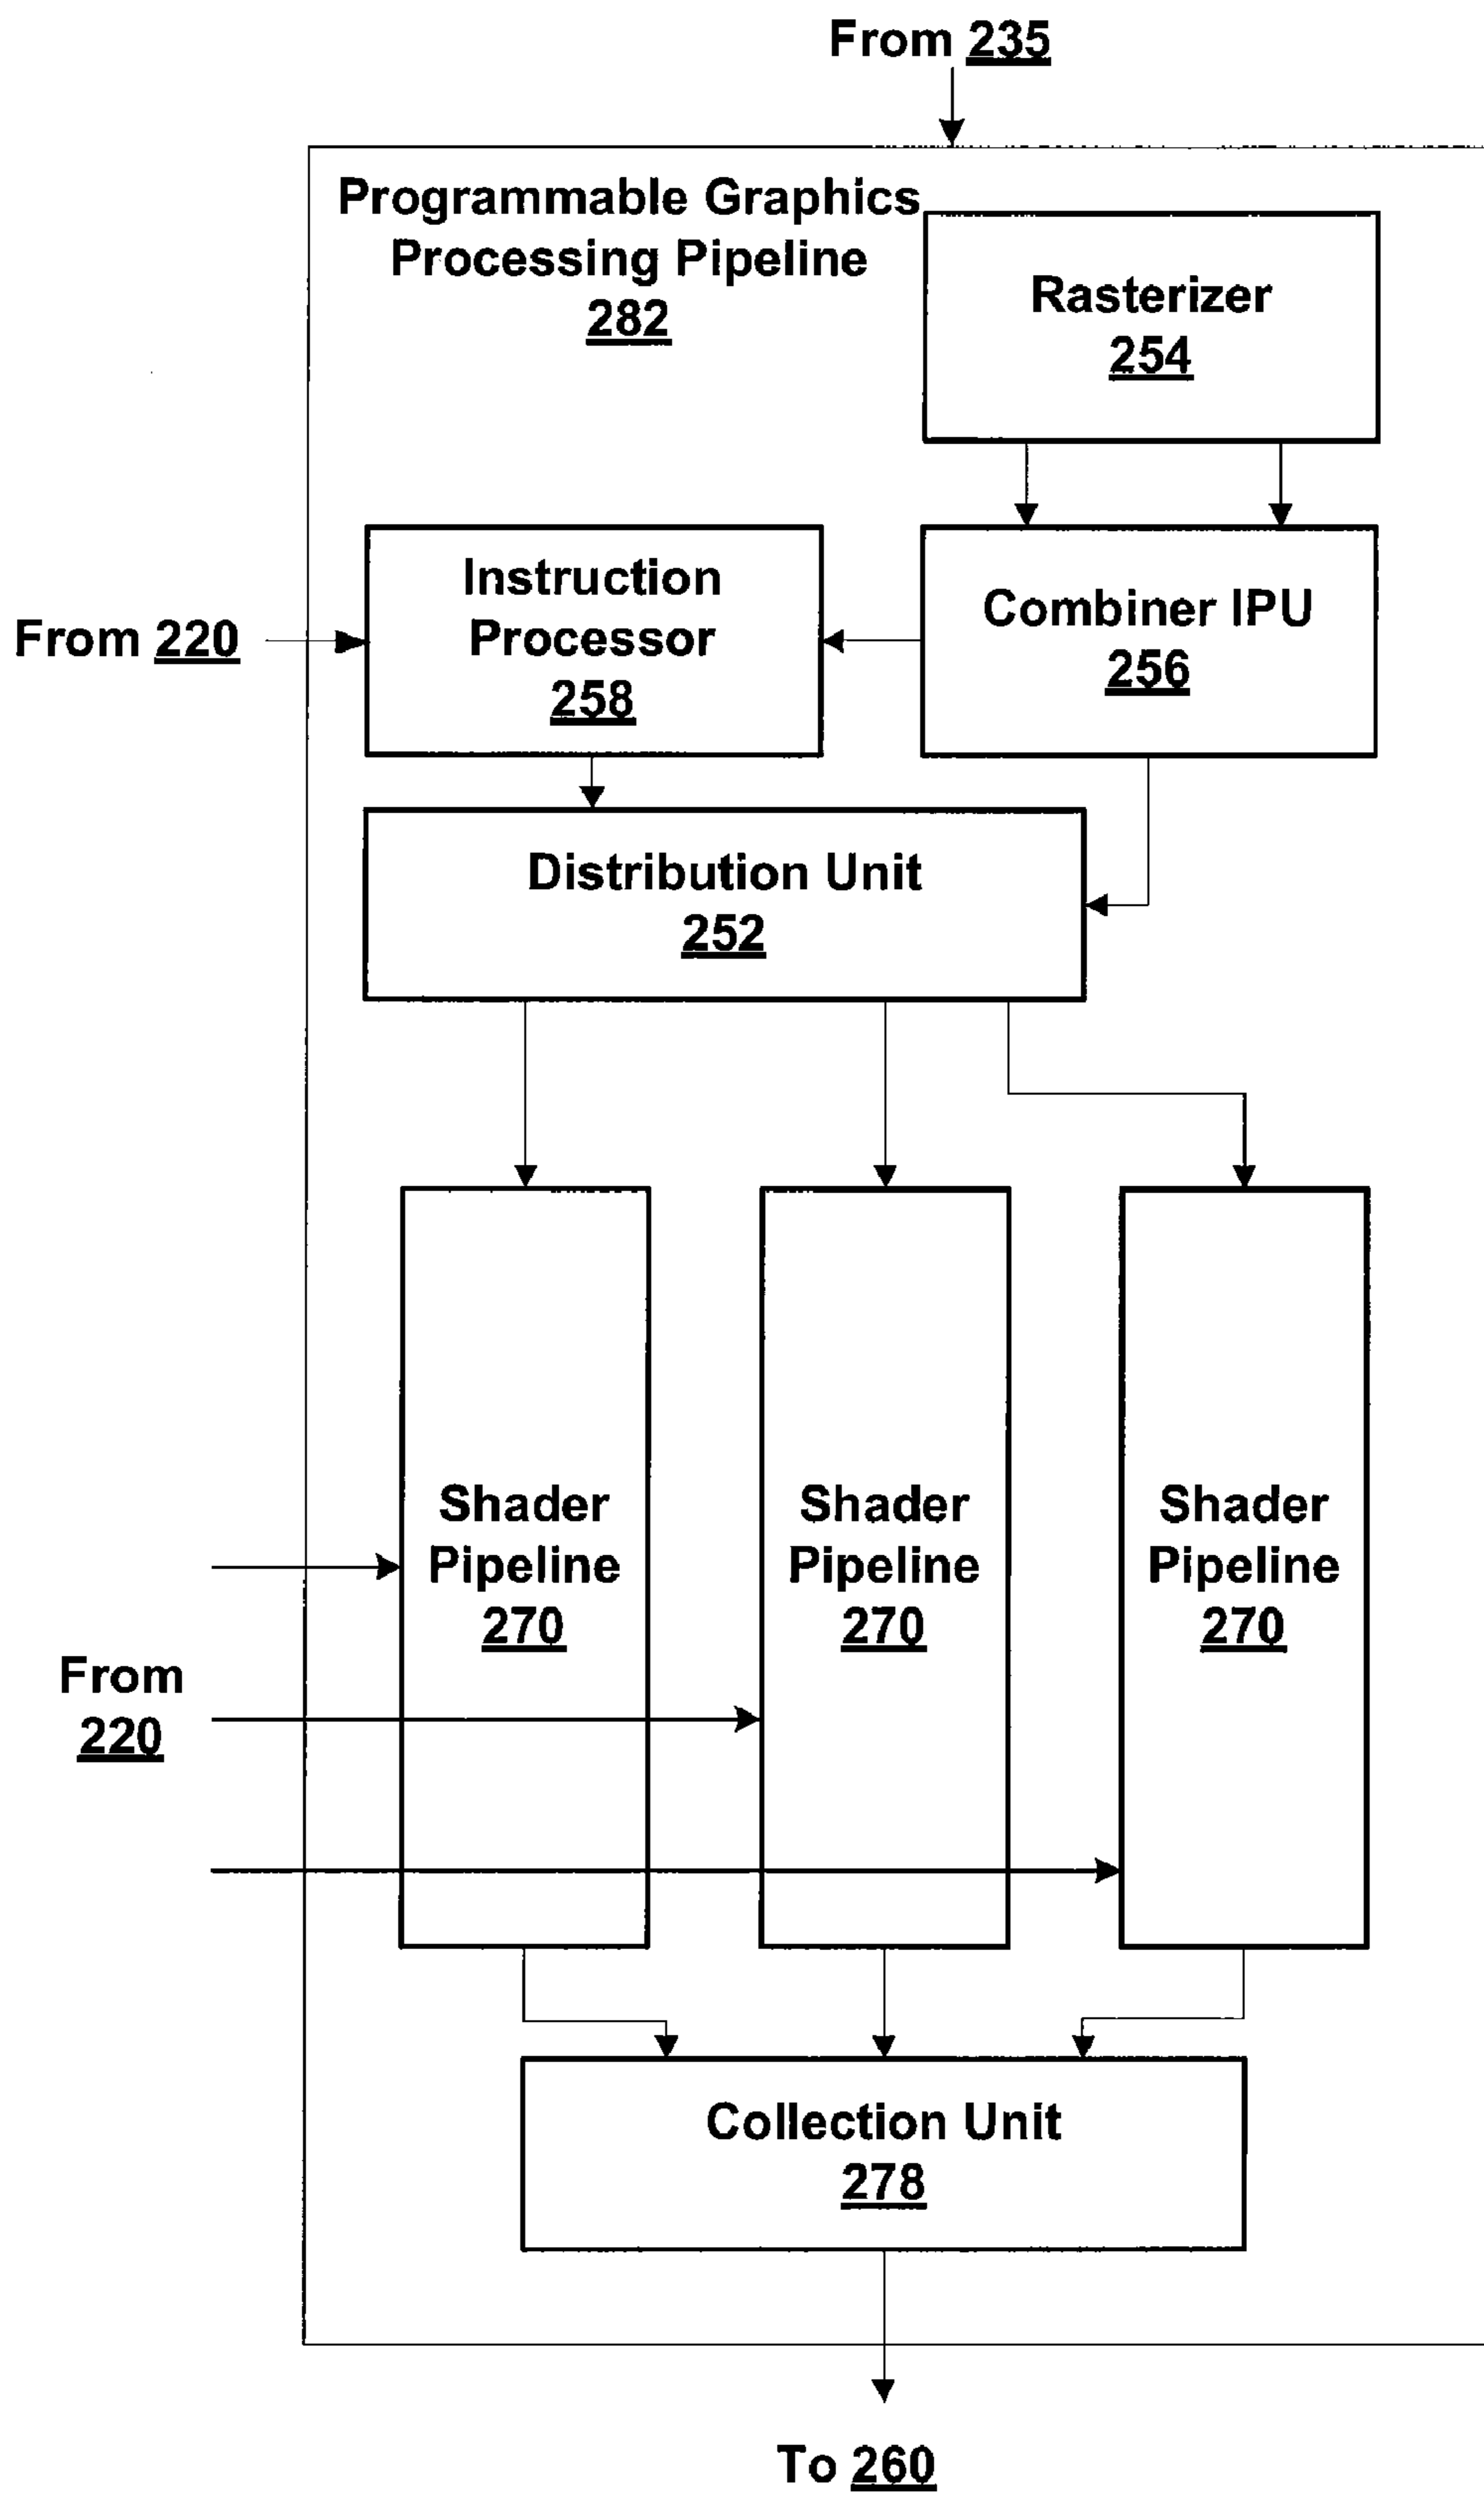 From 235
Programmable Graphics
Processing Pipeline
282
Rasterizer
254
Instruction
Processor
258
Combiner IPU
256
From 220
Distribution Unit
252
Shader
Pipeline
270
Shader
Pipeline
270
Shader
Pipeline
270
From
220
Collection Unit
278
To 260